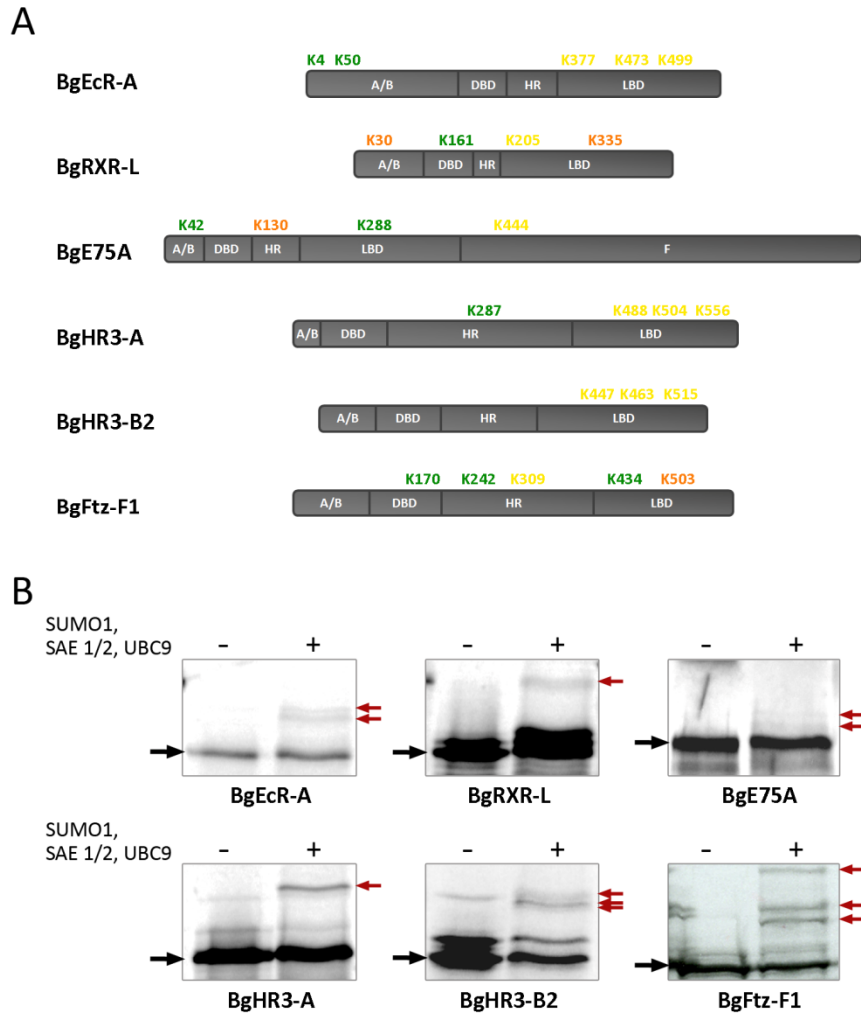 A
K4 K50 K377 K473 K499
BgEcR-A
A/B DBD HR LBD
K30 K161 K205 K335
BgRXR-L
A/B DBD HR LBD
K42 K130 K288 K444
BgE75A
A/B DBD HR LBD F
K287 K488 K504 K556
BgHR3-A
A/B DBD HR LBD
K447 K463 K515
BgHR3-B2
A/B DBD HR LBD
K170 K242 K309 K434 K503
BgFtz-F1
A/B DBD HR LBD
B
SUMO1,
SAE 1/2, UBC9 – + – + – +
BgEcR-A BgRXR-L BgE75A
SUMO1,
SAE 1/2, UBC9 – + – + – +
BgHR3-A BgHR3-B2 BgFtz-F1